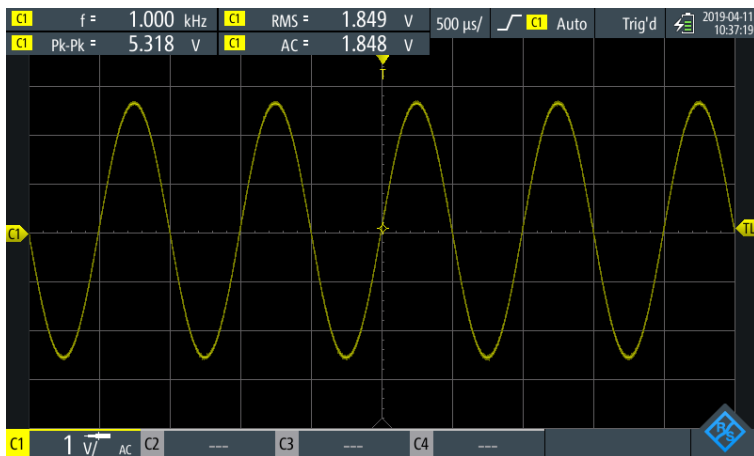 C1 f = 1.000 kHz C1 RMS = 1.849 V 500 µs/ C1 Auto Trig'd 2019-04-11
C1 Pk-Pk = 5.318 V C1 AC = 1.848 V 10:37:19
T
C1 TL
C1 1 V/ AC C2 --- C3 --- C4 ---
R&S